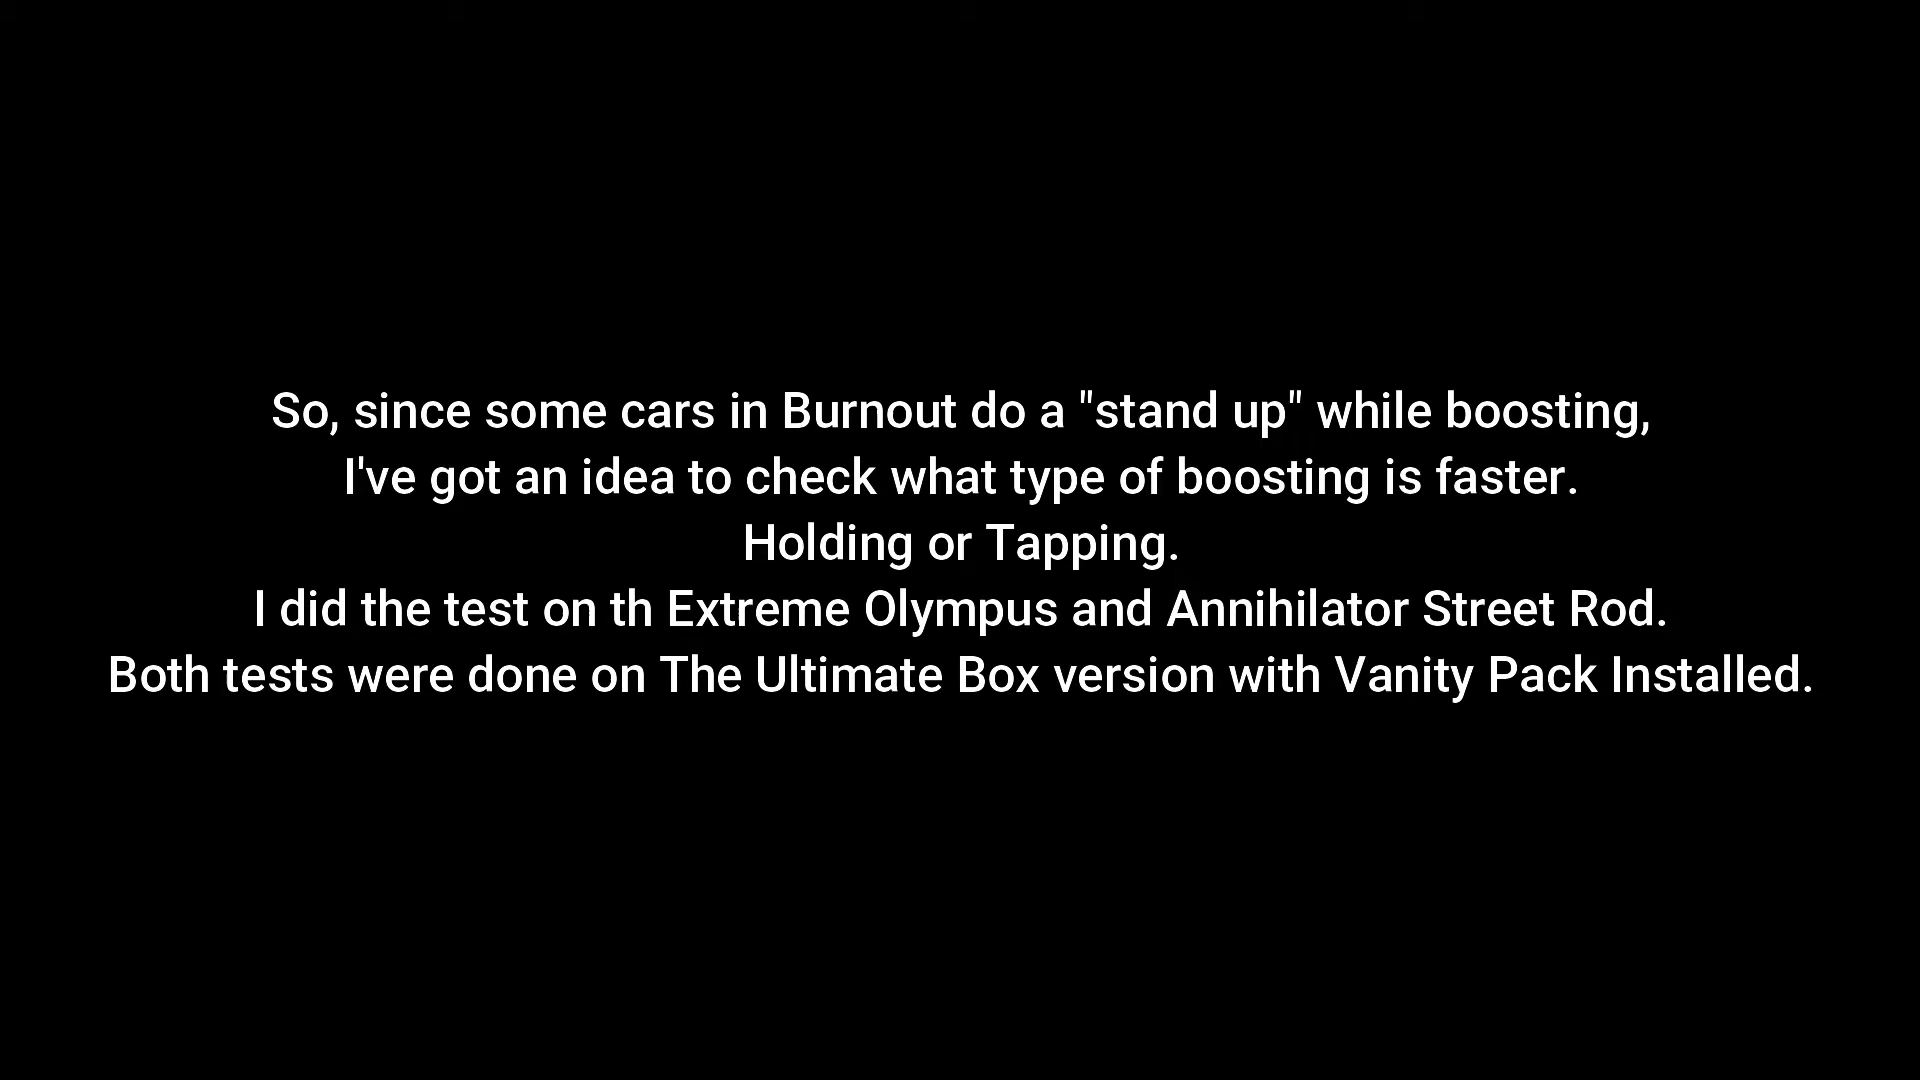 So, since some cars in Burnout do a "stand up" while boosting,
I've got an idea to check what type of boosting is faster.
Holding or Tapping.
I did the test on th Extreme Olympus and Annihilator Street Rod.
Both tests were done on The Ultimate Box version with Vanity Pack Installed.